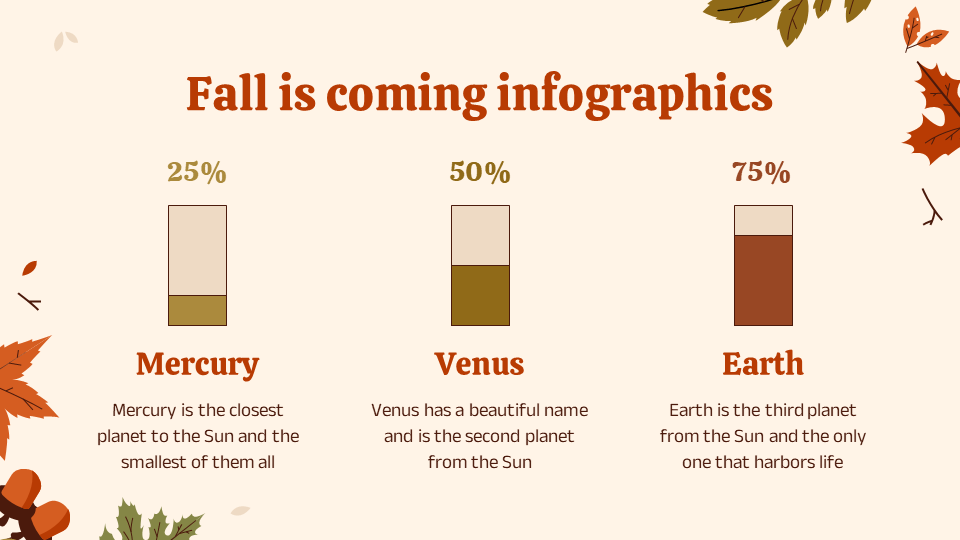 Fall is coming infographics
25%
50%
75%
Mercury
Mercury is the closest
planet to the Sun and the
smallest of them all
Venus
Venus has a beautiful name
and is the second planet
from the Sun
Earth
Earth is the third planet
from the Sun and the only
one that harbors life